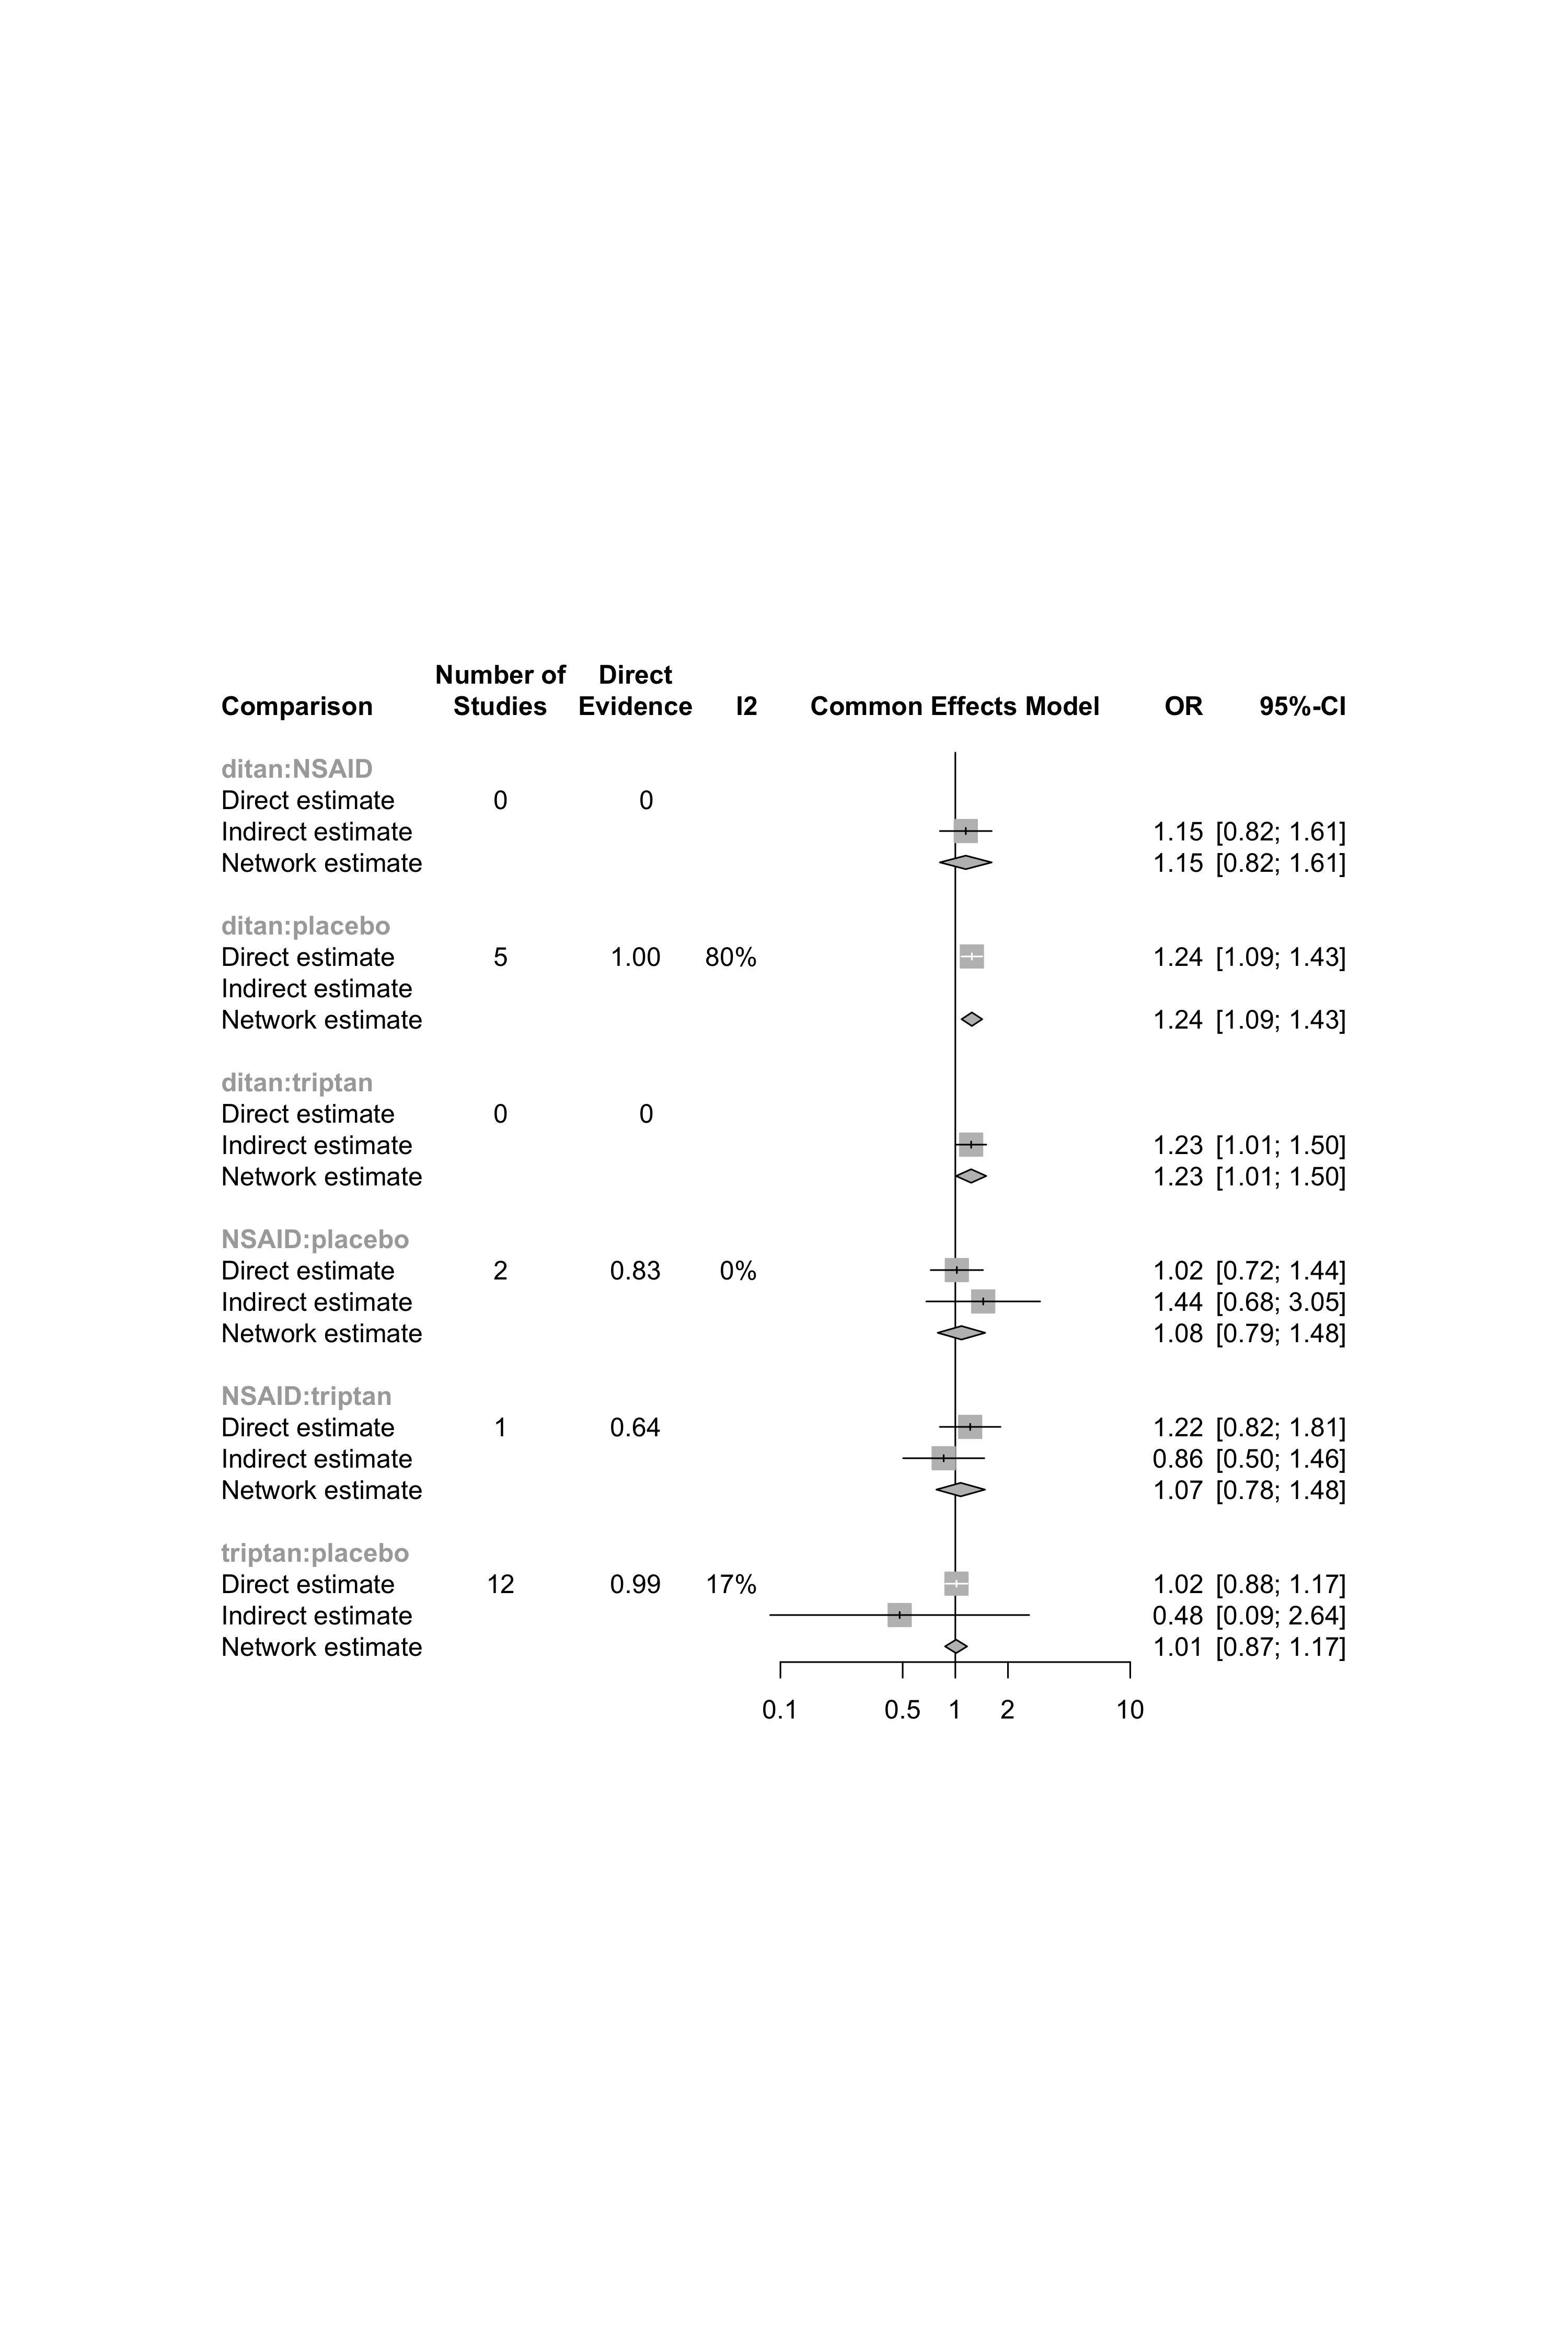 Number of Direct
Comparison Studies Evidence I2 Common Effects Model OR 95%-CI
ditan:NSAID
Direct estimate 0 0
Indirect estimate 1.15 [0.82; 1.61]
Network estimate 1.15 [0.82; 1.61]
ditan:placebo
Direct estimate 5 1.00 80% 1.24 [1.09; 1.43]
Indirect estimate
Network estimate 1.24 [1.09; 1.43]
ditan:triptan
Direct estimate 0 0
Indirect estimate 1.23 [1.01; 1.50]
Network estimate 1.23 [1.01; 1.50]
NSAID:placebo
Direct estimate 2 0.83 0% 1.02 [0.72; 1.44]
Indirect estimate 1.44 [0.68; 3.05]
Network estimate 1.08 [0.79; 1.48]
NSAID:triptan
Direct estimate 1 0.64 1.22 [0.82; 1.81]
Indirect estimate 0.86 [0.50; 1.46]
Network estimate 1.07 [0.78; 1.48]
triptan:placebo
Direct estimate 12 0.99 17% 1.02 [0.88; 1.17]
Indirect estimate 0.48 [0.09; 2.64]
Network estimate 1.01 [0.87; 1.17]
0.1 0.5 1 2 10